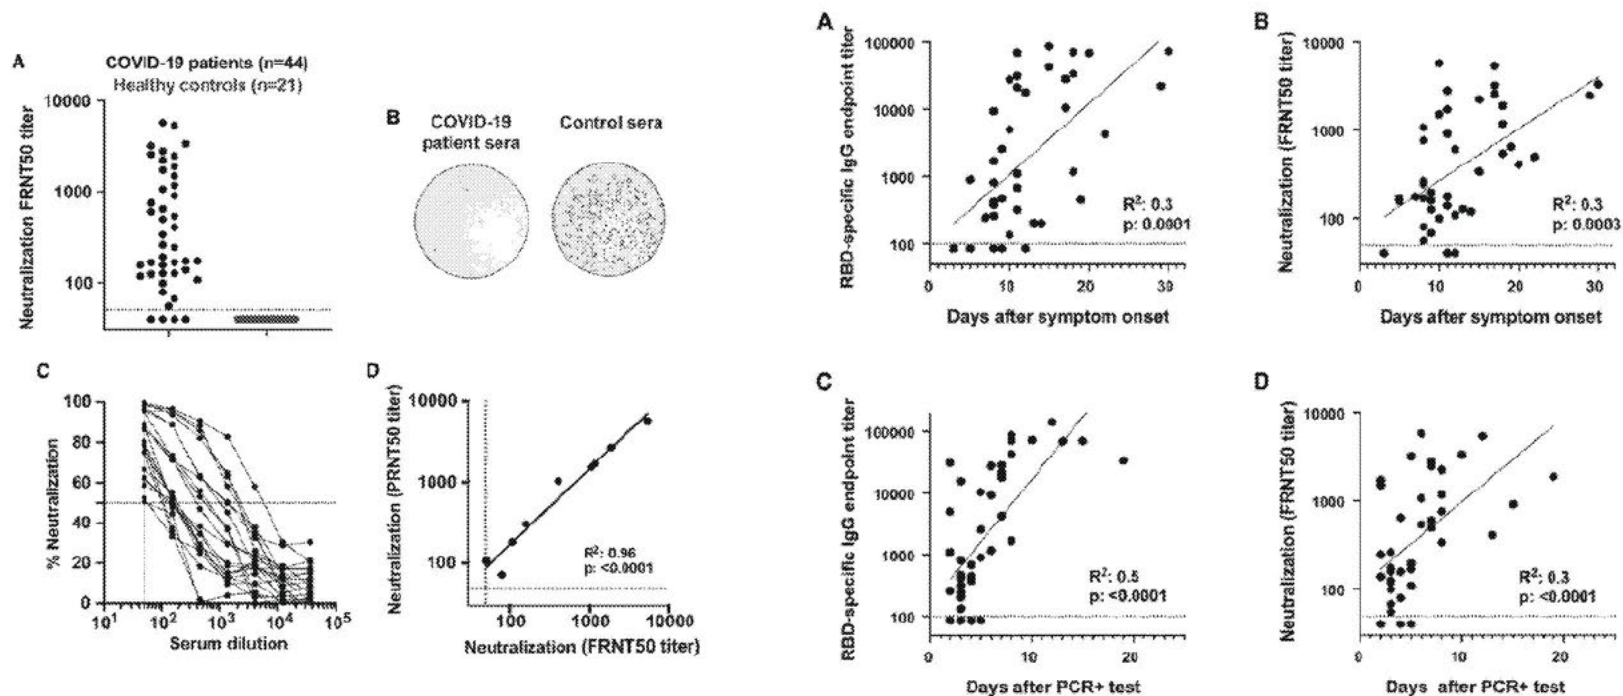 A
COVID-19 patients (n=44)
Healthy controls (n=21)
Neutralization FRNT50 titer
10000
1000
100
B
COVID-19
patient sera
Control sera
C
% Neutralization
100
80
60
40
20
0
10¹ 10² 10³ 10⁴ 10⁵
Serum dilution
D
Neutralization (PRNT50 titer)
10000
1000
100
R²: 0.96
p: <0.0001
100 1000 10000
Neutralization (FRNT50 titer)
A
RBD-specific IgG endpoint titer
100000
10000
1000
100
R²: 0.3
p: 0.0001
0 10 20 30
Days after symptom onset
B
Neutralization (FRNT50 titer)
10000
1000
100
R²: 0.3
p: 0.0003
0 10 20 30
Days after symptom onset
C
RBD-specific IgG endpoint titer
100000
10000
1000
100
R²: 0.5
p: <0.0001
0 10 20
Days after PCR+ test
D
Neutralization (FRNT50 titer)
10000
1000
100
R²: 0.3
p: <0.0001
0 10 20
Days after PCR+ test